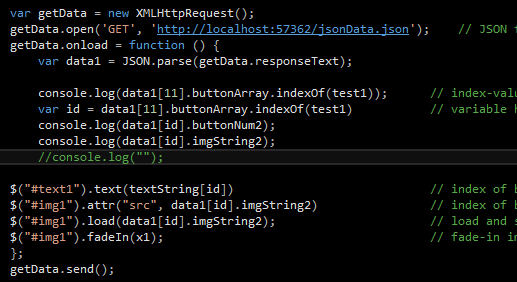 var getData = new XMLHttpRequest();
getData.open('GET', 'http://localhost:57362/jsonData.json');    // JSON
getData.onload = function () {
    var data1 = JSON.parse(getData.responseText);
    console.log(data1[11].buttonArray.indexOf(test1));      // index-val
    var id = data1[11].buttonArray.indexOf(test1)           // variable
    console.log(data1[id].buttonNum2);
    console.log(data1[id].imgString2);
    //console.log("");
$("#text1").text(textString[id])                            // index of
$("#img1").attr("src", data1[id].imgString2)                // index of
$("#img1").load(data1[id].imgString2);                      // load and
$("#img1").fadeIn(x1);                                      // fade-in
};
getData.send();